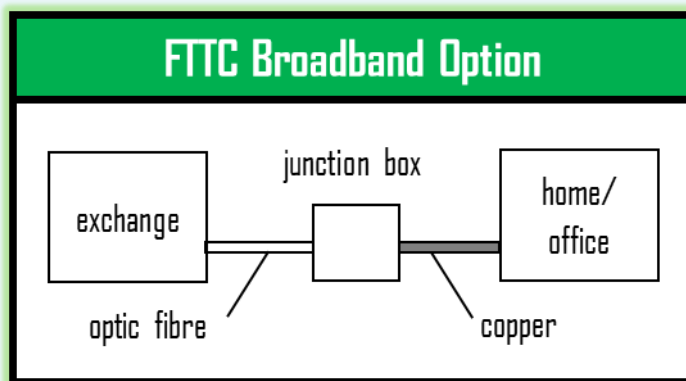 FTTC Broadband Option
junction box
exchange
home/
office
optic fibre
copper